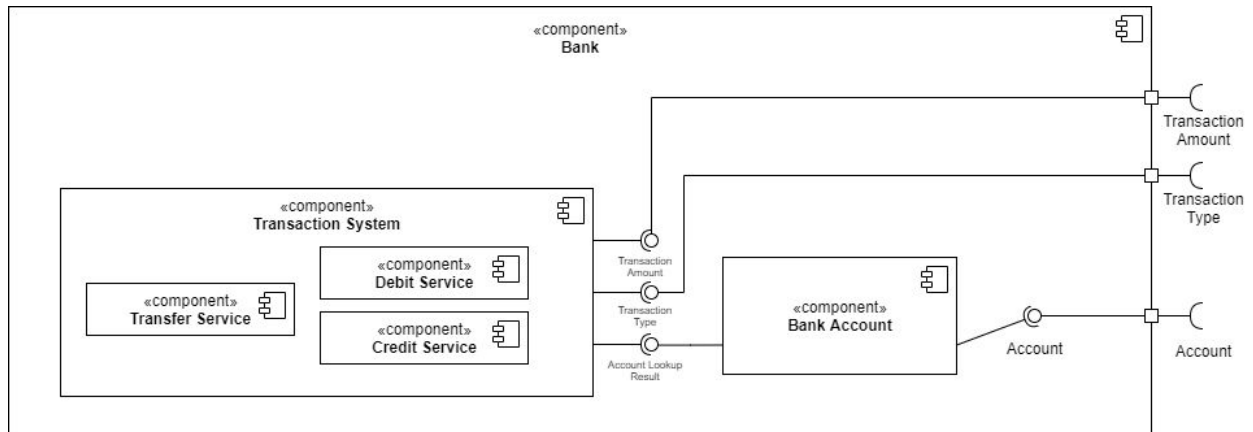 «component»
Bank
Transaction
Amount
Transaction
Type
«component»
Transaction System
«component»
Debit Service
«component»
Transfer Service
«component»
Credit Service
Transaction
Amount
Transaction
Type
Account Lookup
Result
«component»
Bank Account
Account
Account